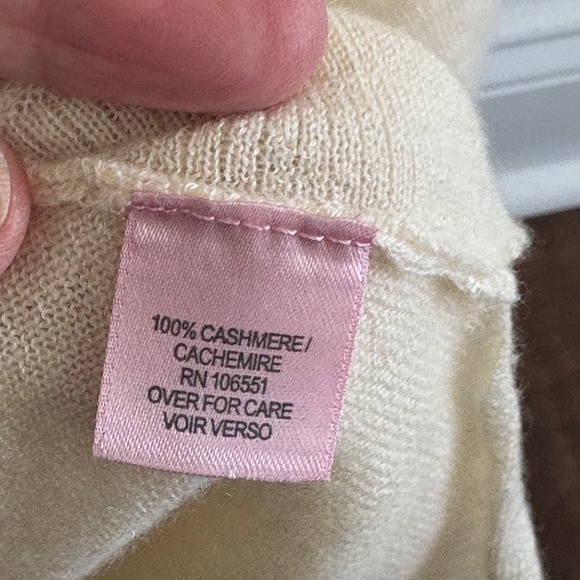 100% CASHMERE/
CACHEMIRE
RN 106551
OVER FOR CARE
VOIR VERSO